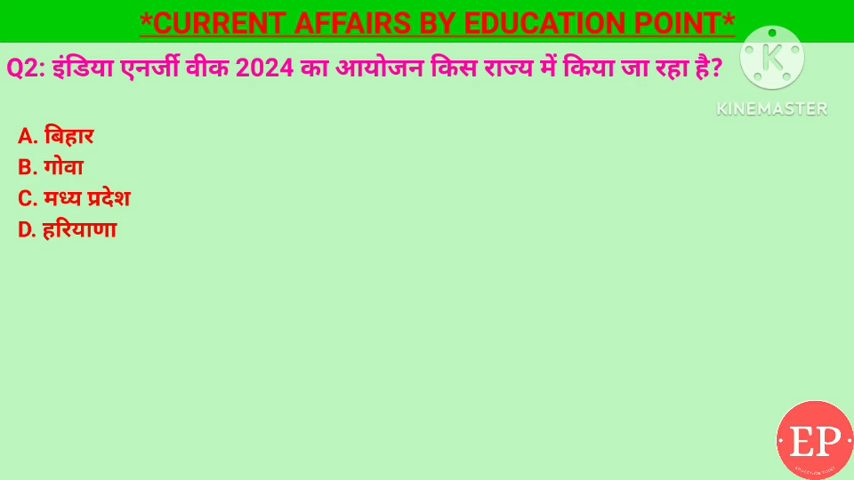 *CURRENT AFFAIRS BY EDUCATION POINT*
Q2: इंडिया एनर्जी वीक 2024 का आयोजन किस राज्य में किया जा रहा है?
K
KINEMASTER
A. बिहार
B. गोवा
C. मध्य प्रदेश
D. हरियाणा
EP